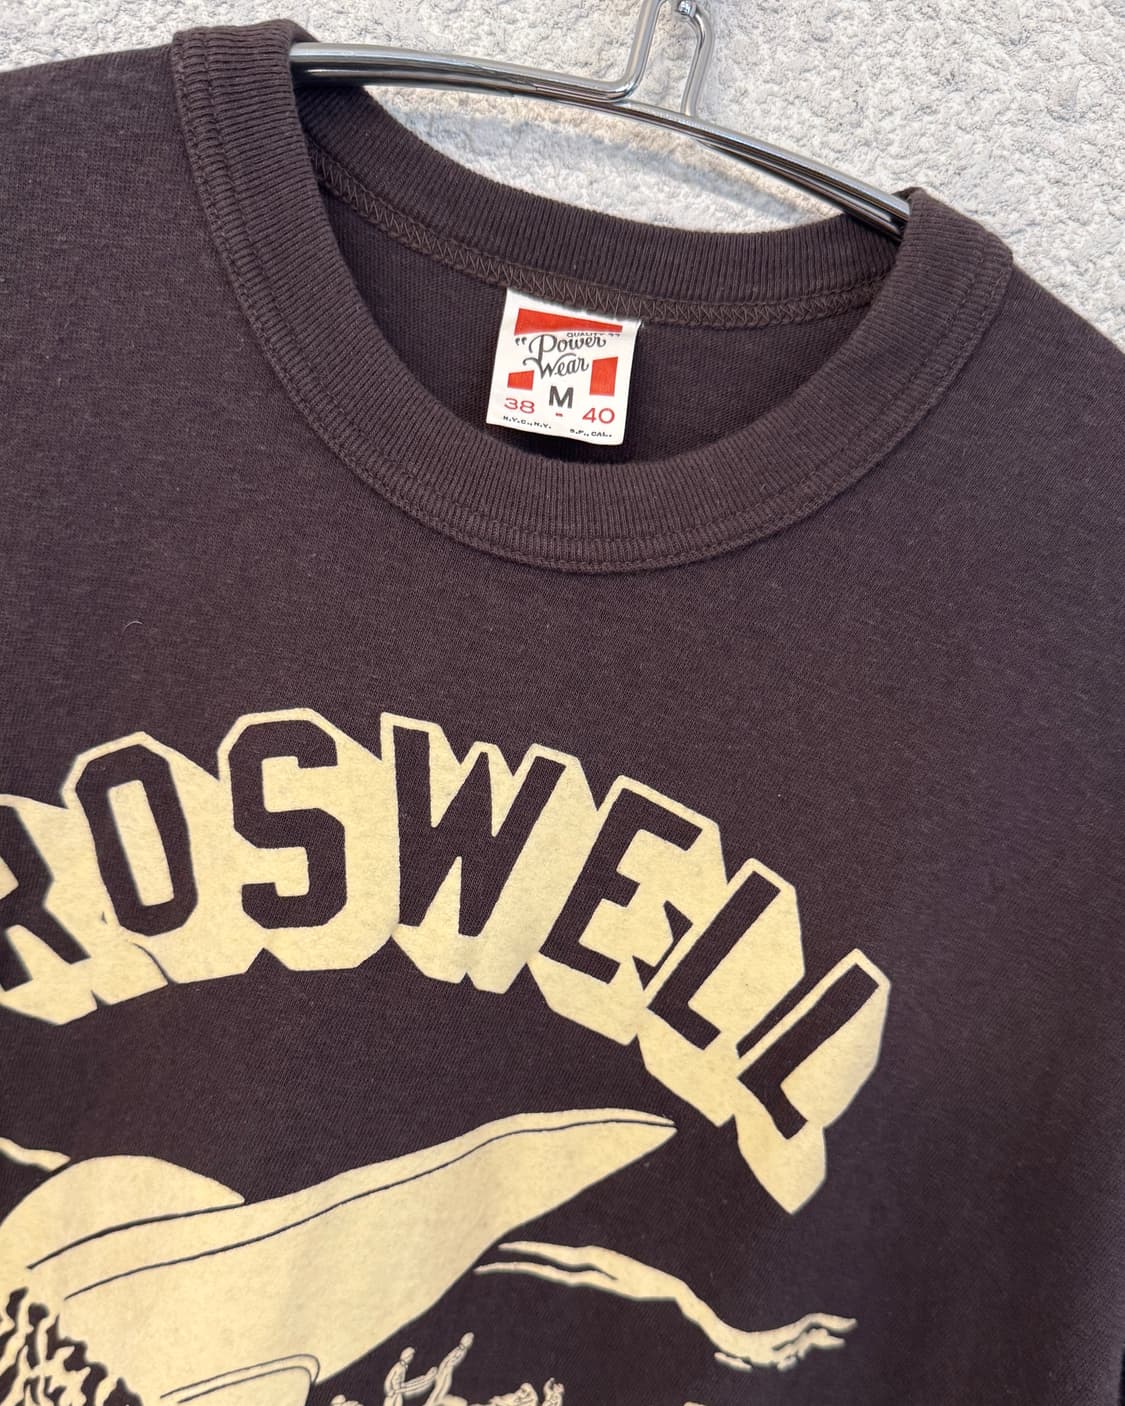 QUALITY
"Power
Wear
M
38 - 40
N.Y.C., N.Y. S.F., CAL.
ROSWELL